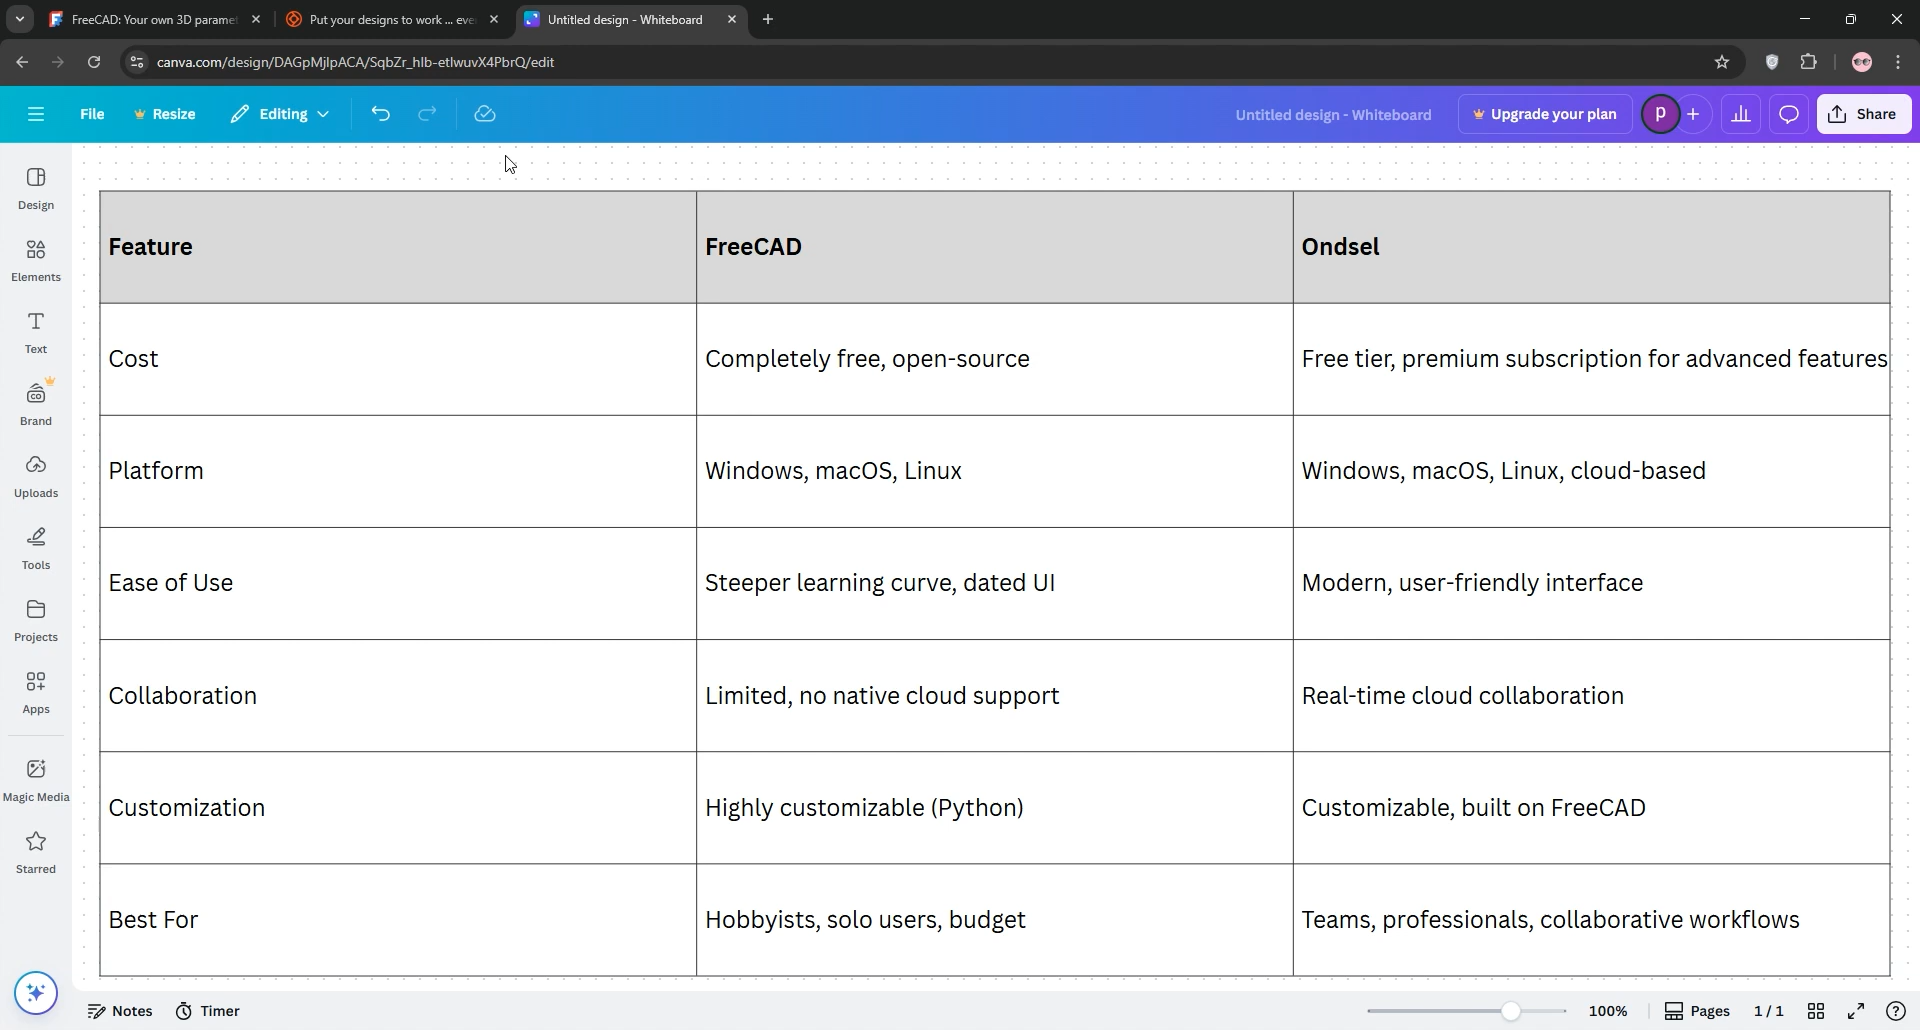 FreeCAD: Your own 3D parame
Put your designs to work ... eve
Untitled design - Whiteboard
canva.com/design/DAGpMjlpACA/SqbZr_hlb-etlwuvX4PbrQ/edit
File
Resize
Editing
Untitled design - Whiteboard
Upgrade your plan
P
Share
Design
Elements
Text
Brand
Uploads
Tools
Projects
Apps
Magic Media
Starred
Feature FreeCAD Ondsel
Cost Completely free, open-source Free tier, premium subscription for advanced features
Platform Windows, macOS, Linux Windows, macOS, Linux, cloud-based
Ease of Use Steeper learning curve, dated UI Modern, user-friendly interface
Collaboration Limited, no native cloud support Real-time cloud collaboration
Customization Highly customizable (Python) Customizable, built on FreeCAD
Best For Hobbyists, solo users, budget Teams, professionals, collaborative workflows
Notes Timer 100% Pages 1 / 1